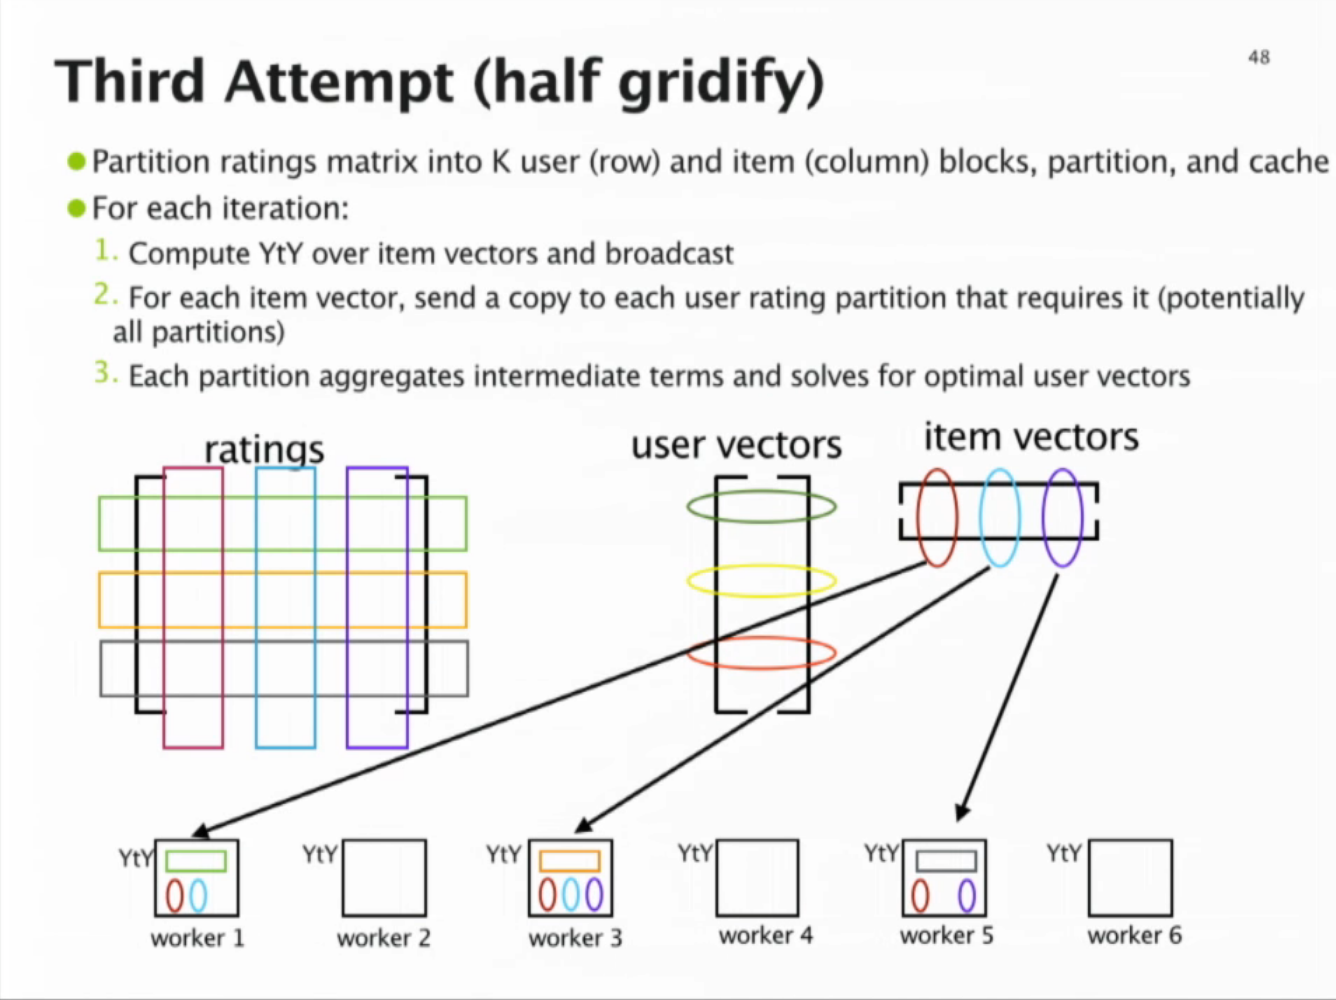 48
Third Attempt (half gridify)
Partition ratings matrix into K user (row) and item (column) blocks, partition, and cache
For each iteration:
1. Compute YtY over item vectors and broadcast
2. For each item vector, send a copy to each user rating partition that requires it (potentially
all partitions)
3. Each partition aggregates intermediate terms and solves for optimal user vectors
ratings
user vectors
item vectors
YtY
YtY
YtY
YtY
YtY
YtY
worker 1
worker 2
worker 3
worker 4
worker 5
worker 6